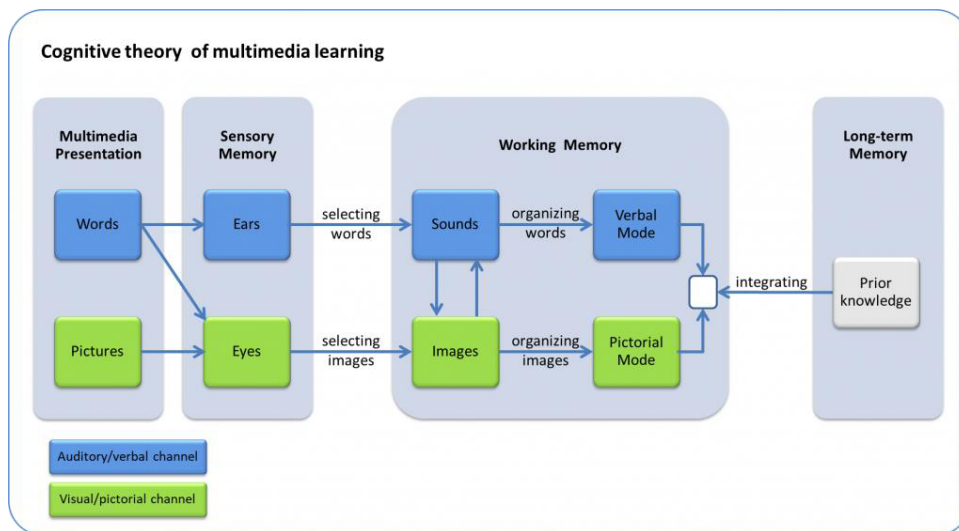 Cognitive theory of multimedia learning
Multimedia
Presentation
Sensory
Memory
Working Memory
Long-term
Memory
Words
Ears
selecting
words
Sounds
organizing
words
Verbal
Mode
integrating
Prior
knowledge
Pictures
Eyes
selecting
images
Images
organizing
images
Pictorial
Mode
Auditory/verbal channel
Visual/pictorial channel